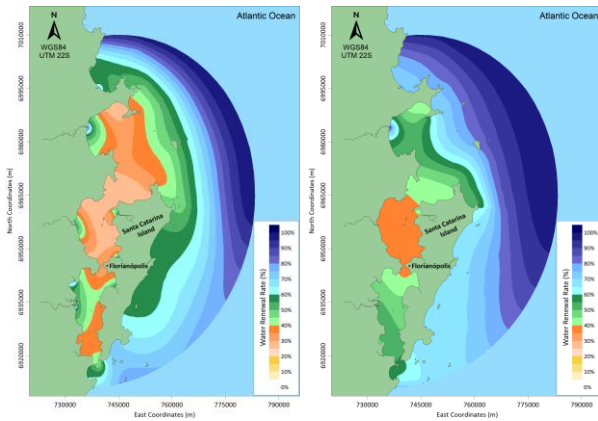 Atlantic Ocean
N
WGS84
UTM 22S
7010000
6995000
6980000
6965000
6950000
6935000
6920000
North Coordinates (m)
Santa Catarina
Island
Florianópolis
Water Renewal Rate (%)
100%
90%
80%
70%
60%
50%
40%
30%
20%
10%
0%
730000 745000 760000 775000 790000
East Coordinates (m)
Atlantic Ocean
N
WGS84
UTM 22S
7010000
6995000
6980000
6965000
6950000
6935000
6920000
North Coordinates (m)
Santa Catarina
Island
Florianópolis
Water Renewal Rate (%)
100%
90%
80%
70%
60%
50%
40%
30%
20%
10%
0%
730000 745000 760000 775000 790000
East Coordinates (m)